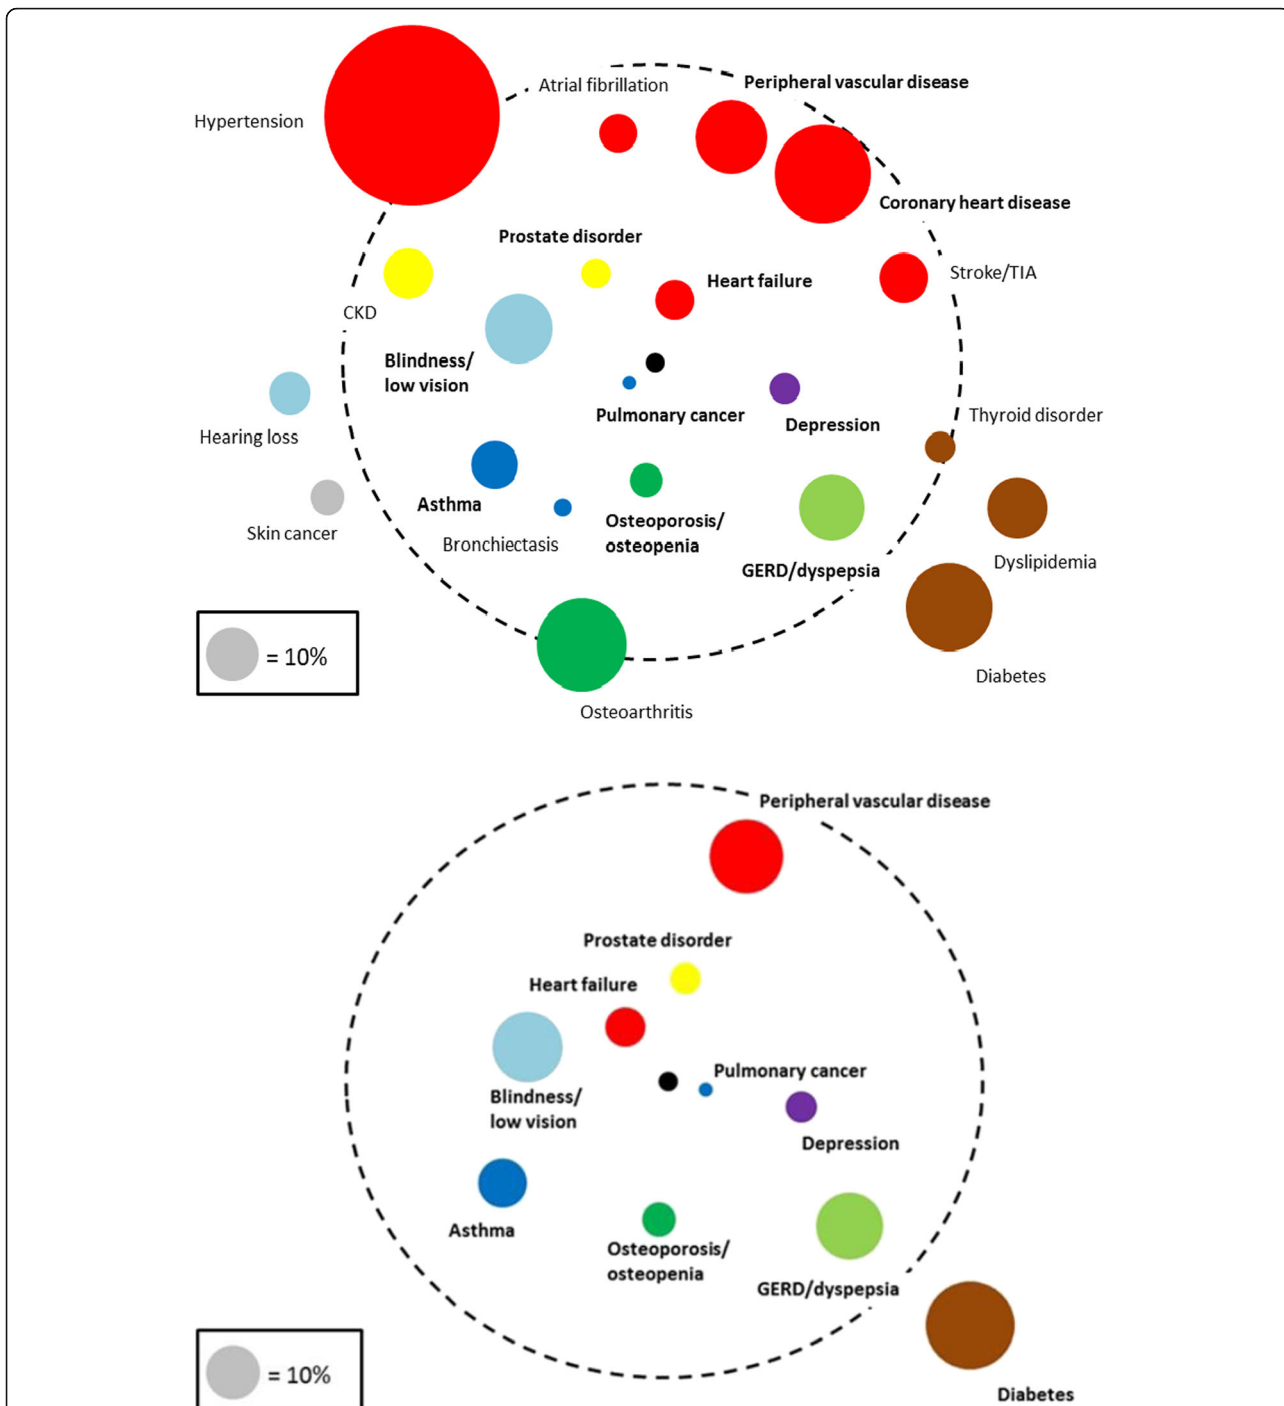 Atrial fibrillation
Peripheral vascular disease
Hypertension
Coronary heart disease
Prostate disorder
Heart failure
Stroke/TIA
CKD
Blindness/
low vision
Pulmonary cancer
Depression
Thyroid disorder
Hearing loss
Asthma
Skin cancer
Bronchiectasis
Osteoporosis/
osteopenia
GERD/dyspepsia
Dyslipidemia
= 10%
Diabetes
Osteoarthritis
Peripheral vascular disease
Prostate disorder
Heart failure
Pulmonary cancer
Blindness/
low vision
Depression
Asthma
Osteoporosis/
osteopenia
GERD/dyspepsia
= 10%
Diabetes